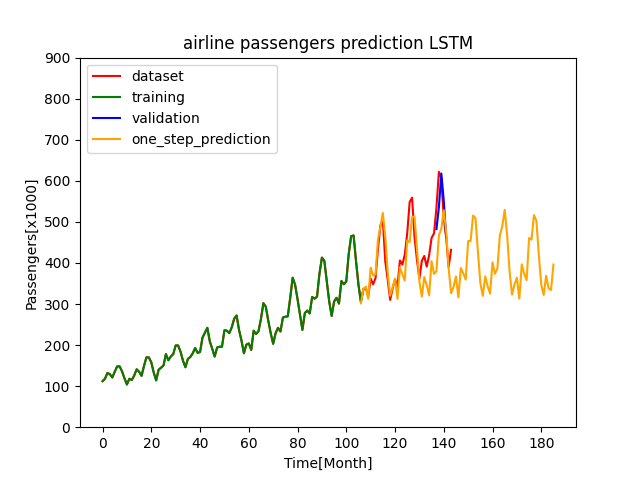 airline passengers prediction LSTM
dataset
training
validation
one_step_prediction
900
800
700
600
500
400
300
200
100
0
Passengers[x1000]
0 20 40 60 80 100 120 140 160 180
Time[Month]